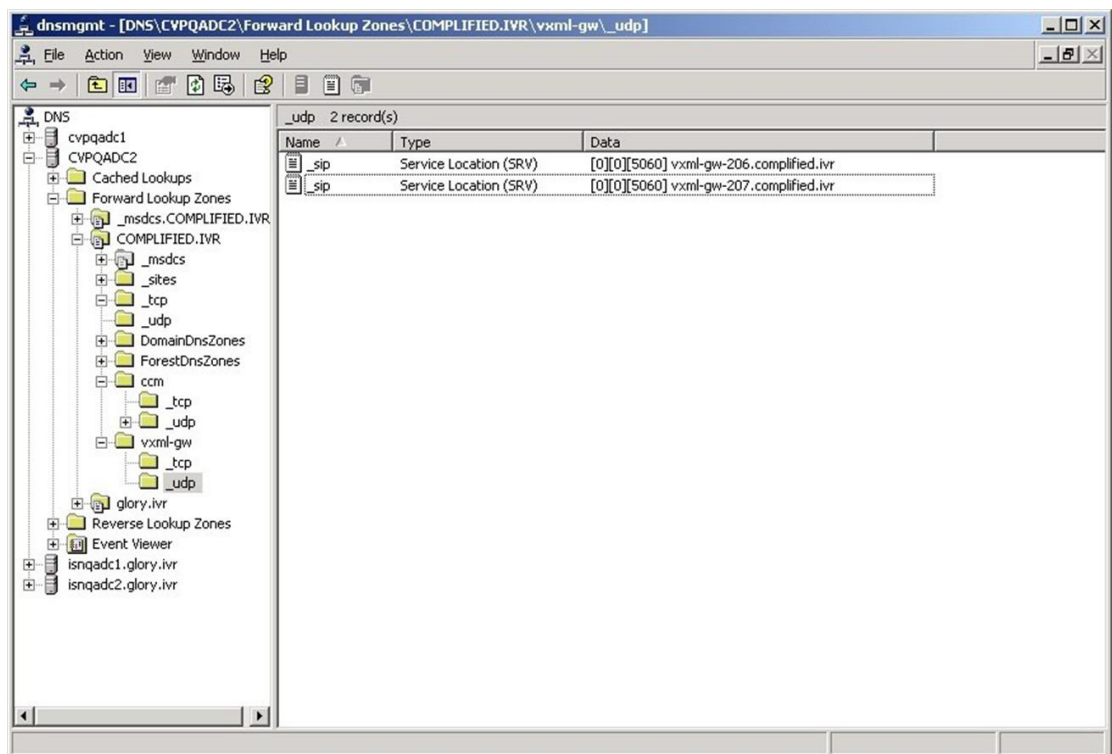 dnsmgmt - [DNS\CVPQADC2\Forward Lookup Zones\COMPLIFIED.IVR\vxml-gw\_udp]
File Action View Window Help
DNS
cvpqadc1
CVPQADC2
Cached Lookups
Forward Lookup Zones
_msdcs.COMPLIFIED.IVR
COMPLIFIED.IVR
_msdcs
_sites
_tcp
_udp
DomainDnsZones
ForestDnsZones
ccm
_tcp
_udp
vxml-gw
_tcp
_udp
glory.ivr
Reverse Lookup Zones
Event Viewer
isnqadc1.glory.ivr
isnqadc2.glory.ivr
_udp 2 record(s)
Name Type Data
_sip Service Location (SRV) [0][0][5060] vxml-gw-206.complified.ivr
_sip Service Location (SRV) [0][0][5060] vxml-gw-207.complified.ivr